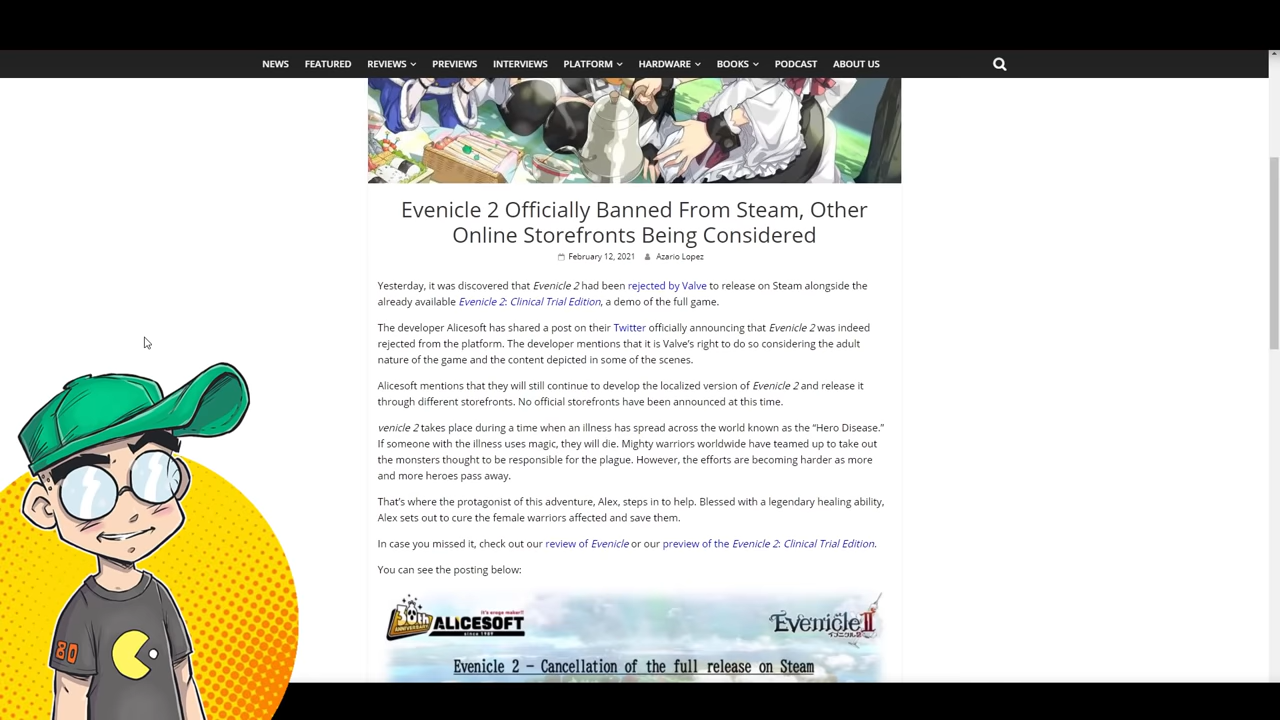 NEWS FEATURED REVIEWS PREVIEWS INTERVIEWS PLATFORM HARDWARE BOOKS PODCAST ABOUT US
Evenicle 2 Officially Banned From Steam, Other
Online Storefronts Being Considered
February 12, 2021 Azario Lopez
Yesterday, it was discovered that Evenicle 2 had been rejected by Valve to release on Steam alongside the
already available Evenicle 2: Clinical Trial Edition, a demo of the full game.
The developer Alicesoft has shared a post on their Twitter officially announcing that Evenicle 2 was indeed
rejected from the platform. The developer mentions that it is Valve's right to do so considering the adult
nature of the game and the content depicted in some of the scenes.
Alicesoft mentions that they will still continue to develop the localized version of Evenicle 2 and release it
through different storefronts. No official storefronts have been announced at this time.
venicle 2 takes place during a time when an illness has spread across the world known as the “Hero Disease.”
If someone with the illness uses magic, they will die. Mighty warriors worldwide have teamed up to take out
the monsters thought to be responsible for the plague. However, the efforts are becoming harder as more
and more heroes pass away.
That's where the protagonist of this adventure, Alex, steps in to help. Blessed with a legendary healing ability,
Alex sets out to cure the female warriors affected and save them.
In case you missed it, check out our review of Evenicle or our preview of the Evenicle 2: Clinical Trial Edition.
You can see the posting below:
It's eroge maker!!
30th ANNIVERSARY ALICESOFT
since 1989
Evenicle II
イブニクル2
Evenicle 2 - Cancellation of the full release on Steam
80